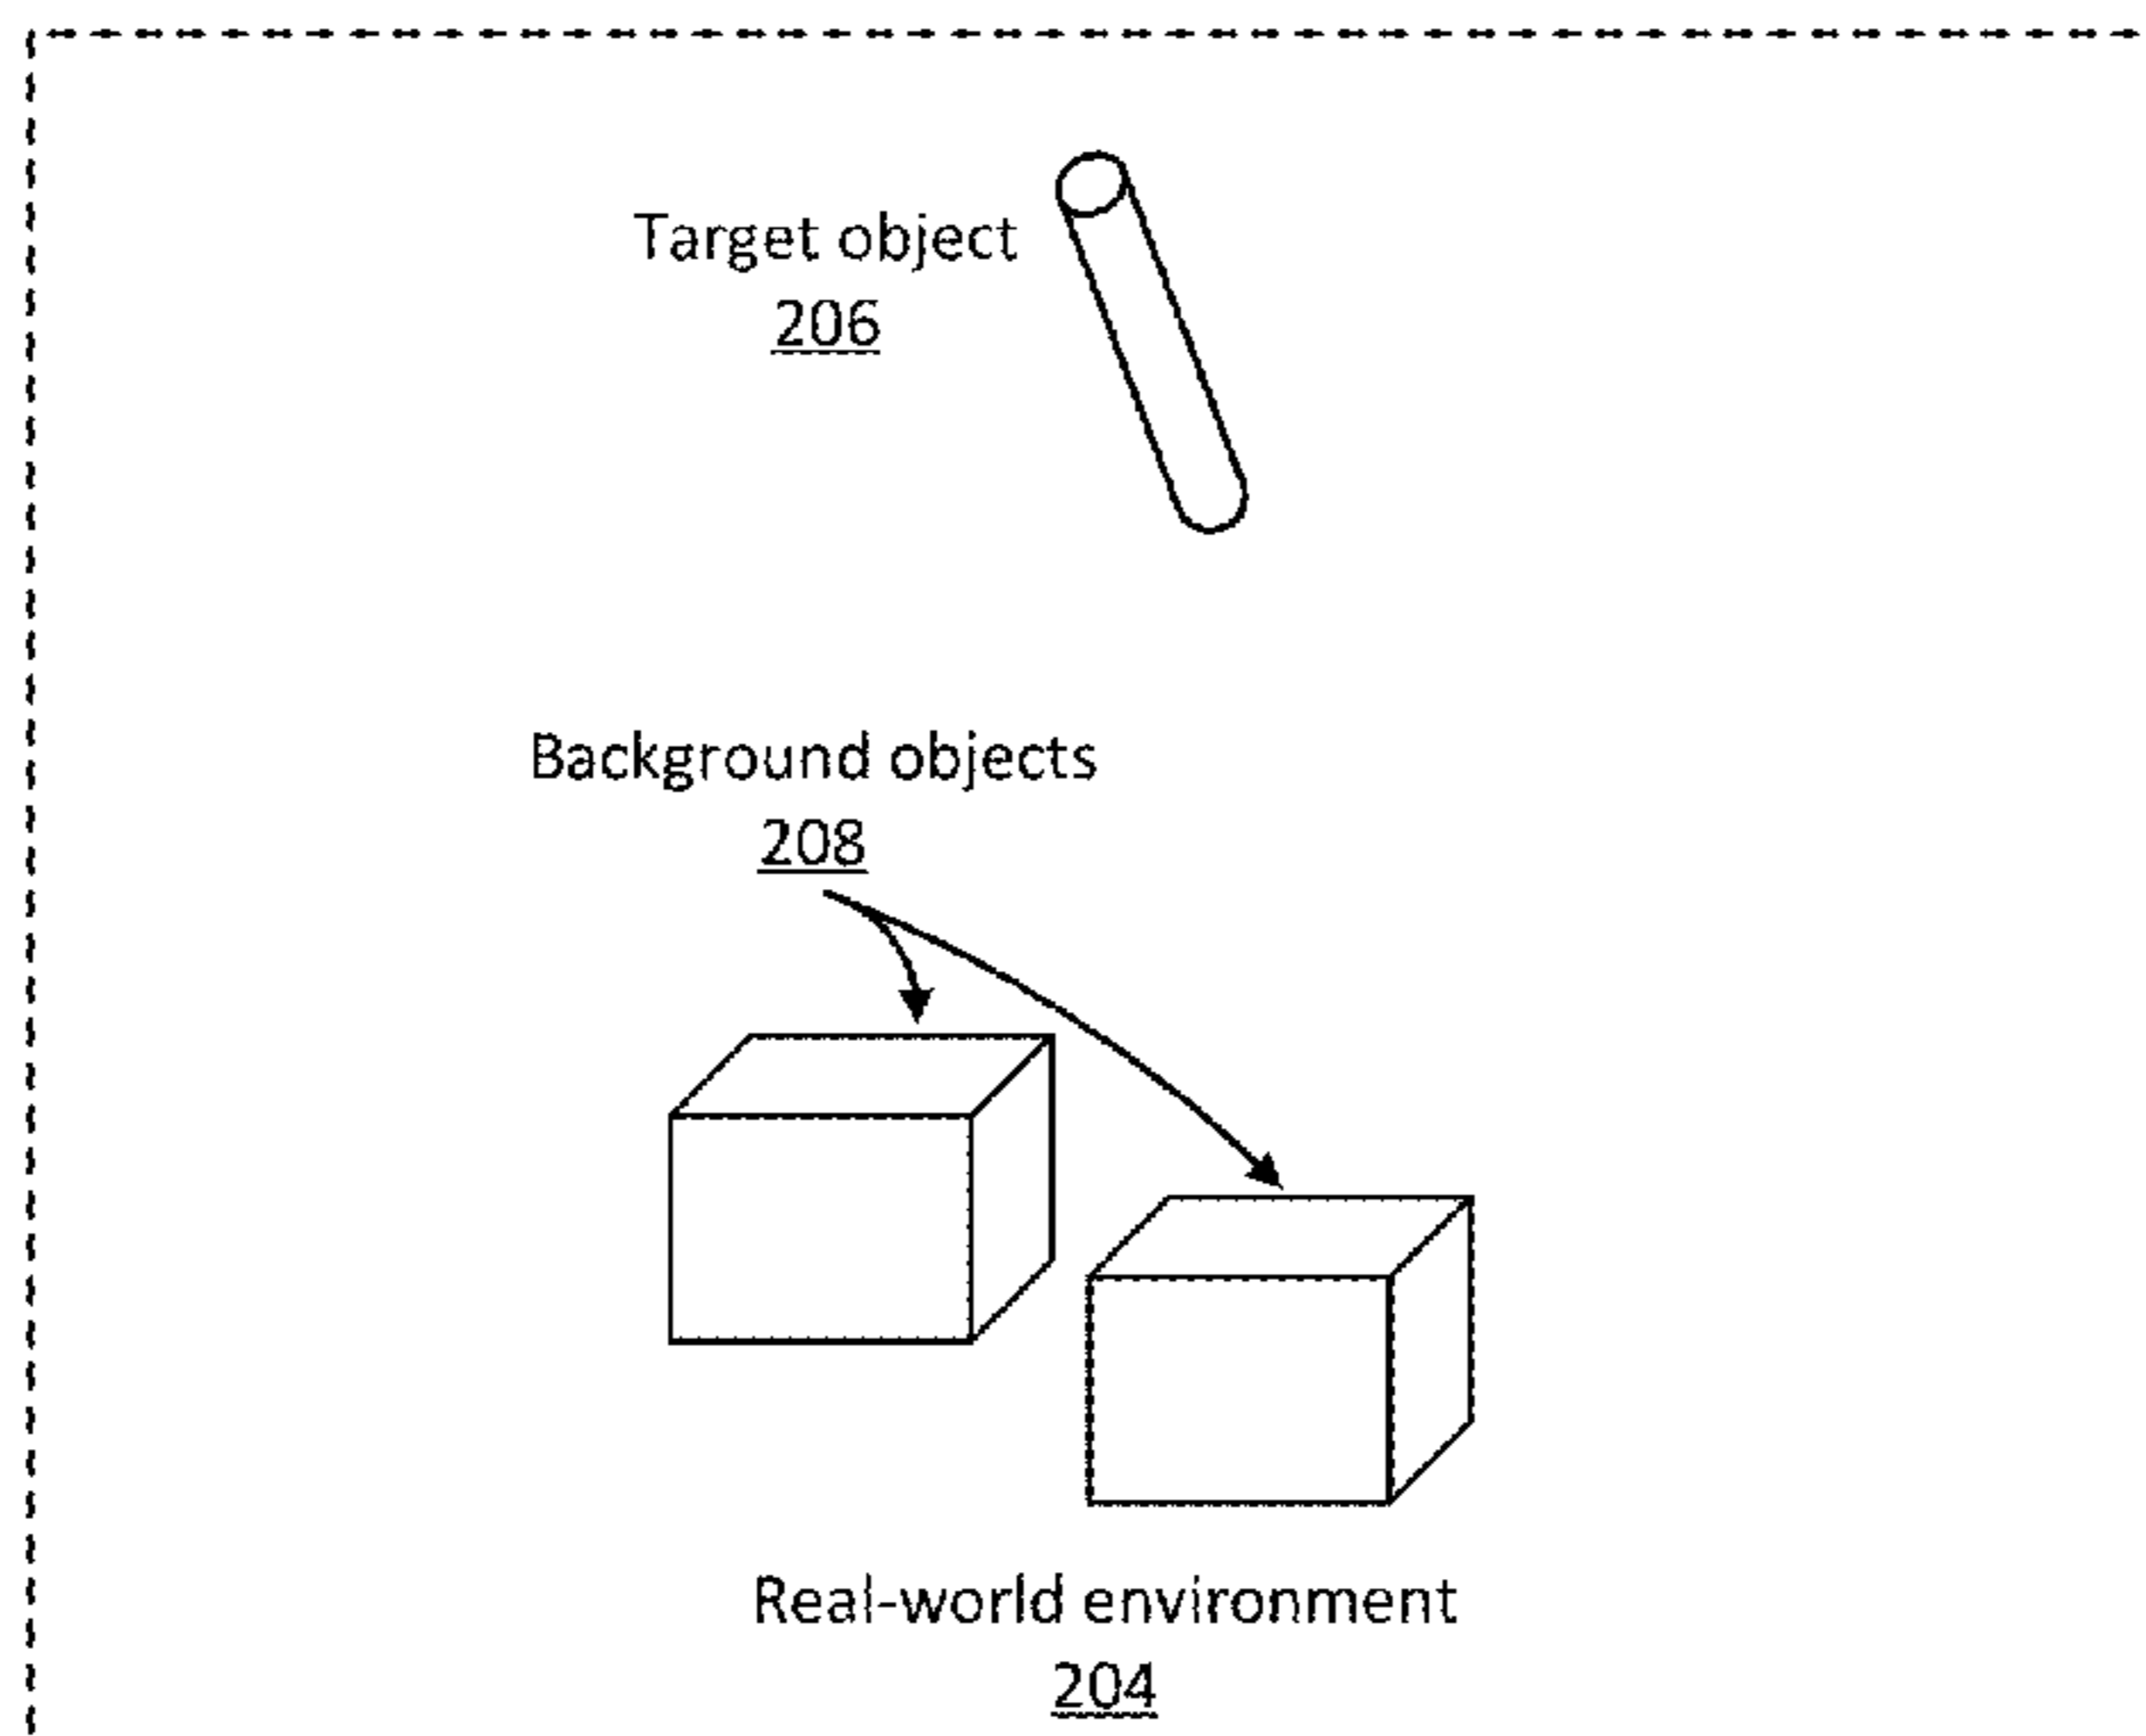 Target object
206
Background objects
208
Real-world environment
204